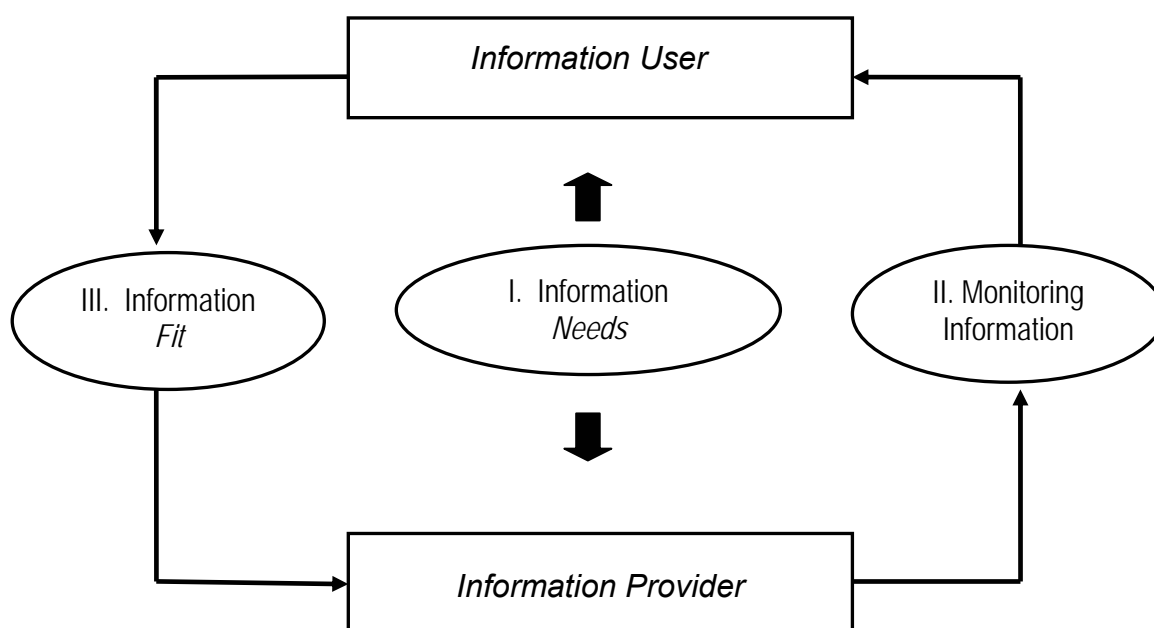 Information User
III. Information
Fit
I. Information
Needs
II. Monitoring
Information
Information Provider